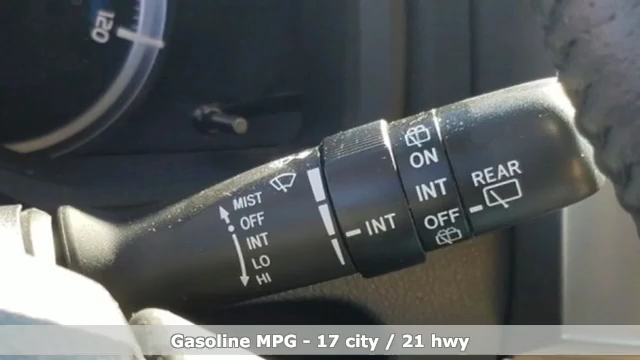 120
MIST
OFF
INT
LO
HI
INT
ON
INT
OFF
REAR
Gasoline MPG - 17 city / 21 hwy